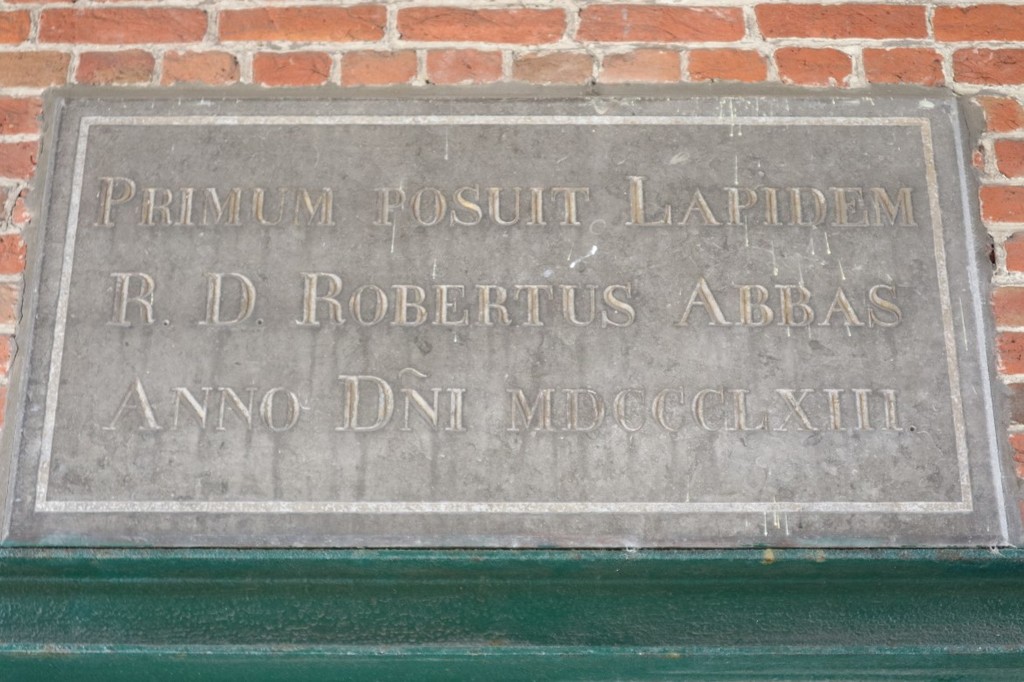 PRIMUM POSUIT LAPIDEM
R. D. ROBERTUS ABBAS
ANNO DÑI MDCCCLXIII.